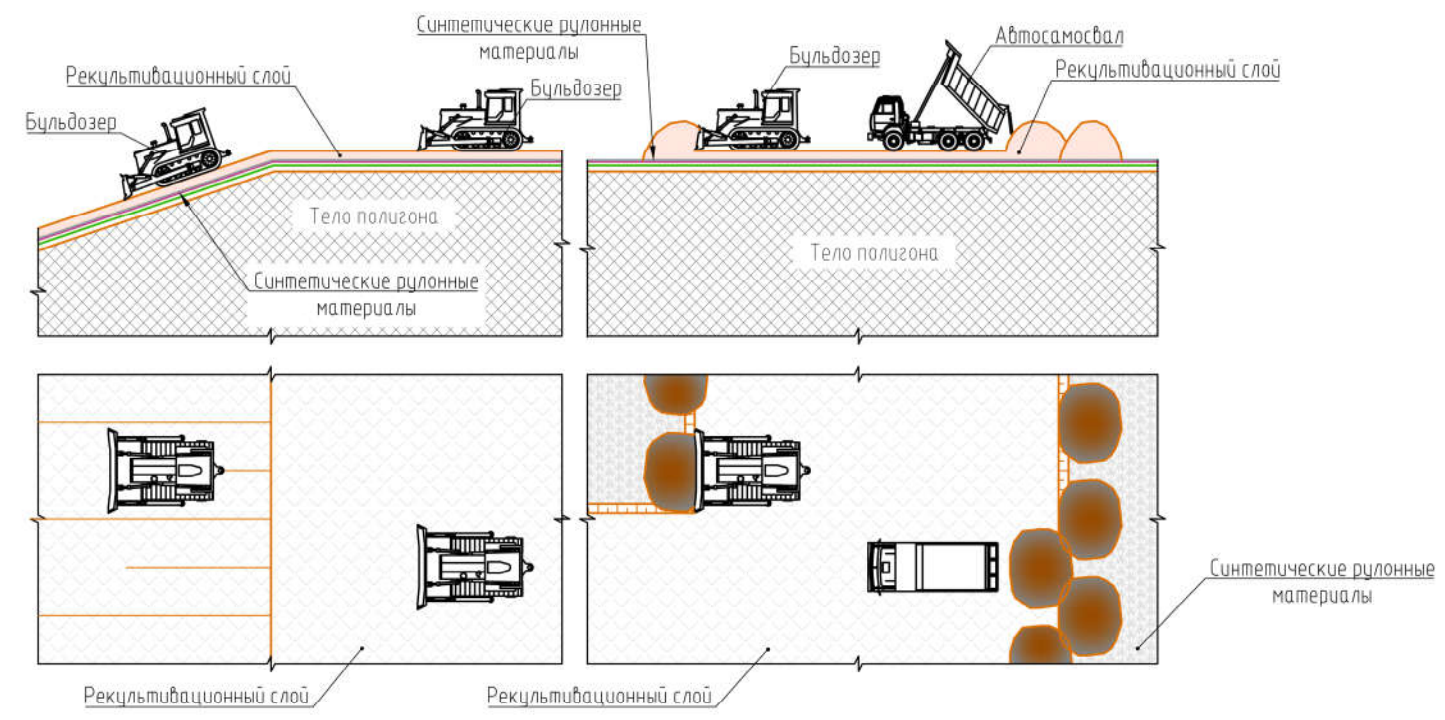 Синтетические рулонные
материалы
Автосамосвал
Бульдозер
Рекультивационный слой
Рекультивационный слой
Бульдозер
Бульдозер
Тело полигона
Тело полигона
Синтетические рулонные
материалы
Синтетические рулонные
материалы
Рекультивационный слой
Рекультивационный слой